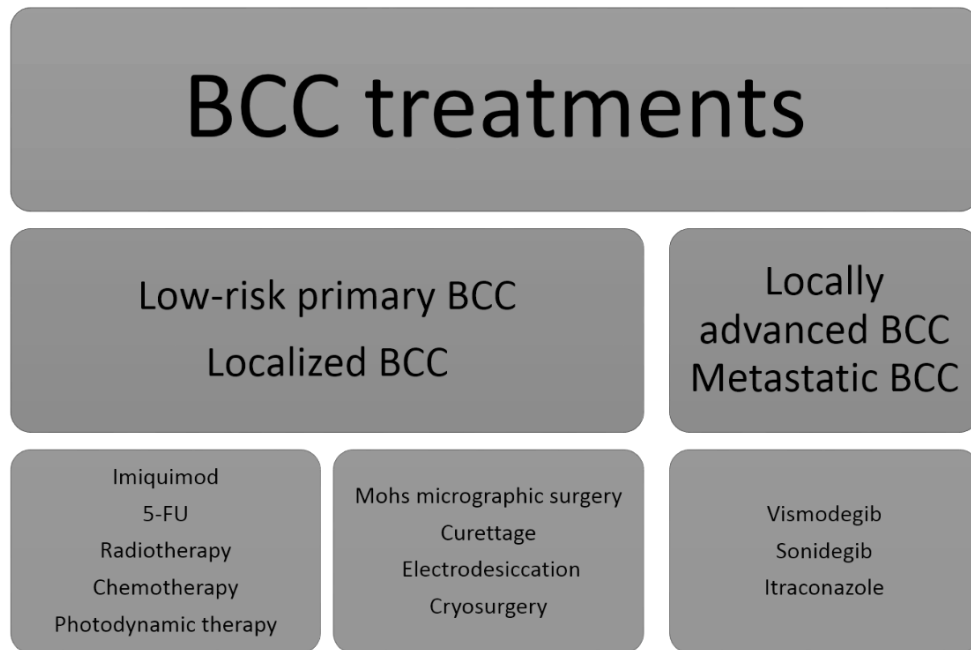 BCC treatments
Low-risk primary BCC
Localized BCC
Locally
advanced BCC
Metastatic BCC
Imiquimod
5-FU
Radiotherapy
Chemotherapy
Photodynamic therapy
Mohs micrographic surgery
Curettage
Electrodesiccation
Cryosurgery
Vismodegib
Sonidegib
Itraconazole